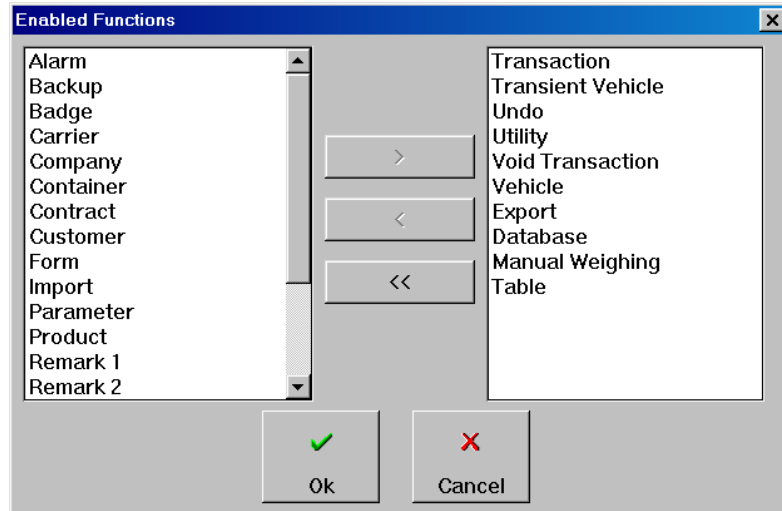 Enabled Functions
Alarm
Backup
Badge
Carrier
Company
Container
Contract
Customer
Form
Import
Parameter
Product
Remark 1
Remark 2
>
<
<<
Transaction
Transient Vehicle
Undo
Utility
Void Transaction
Vehicle
Export
Database
Manual Weighing
Table
Ok
Cancel